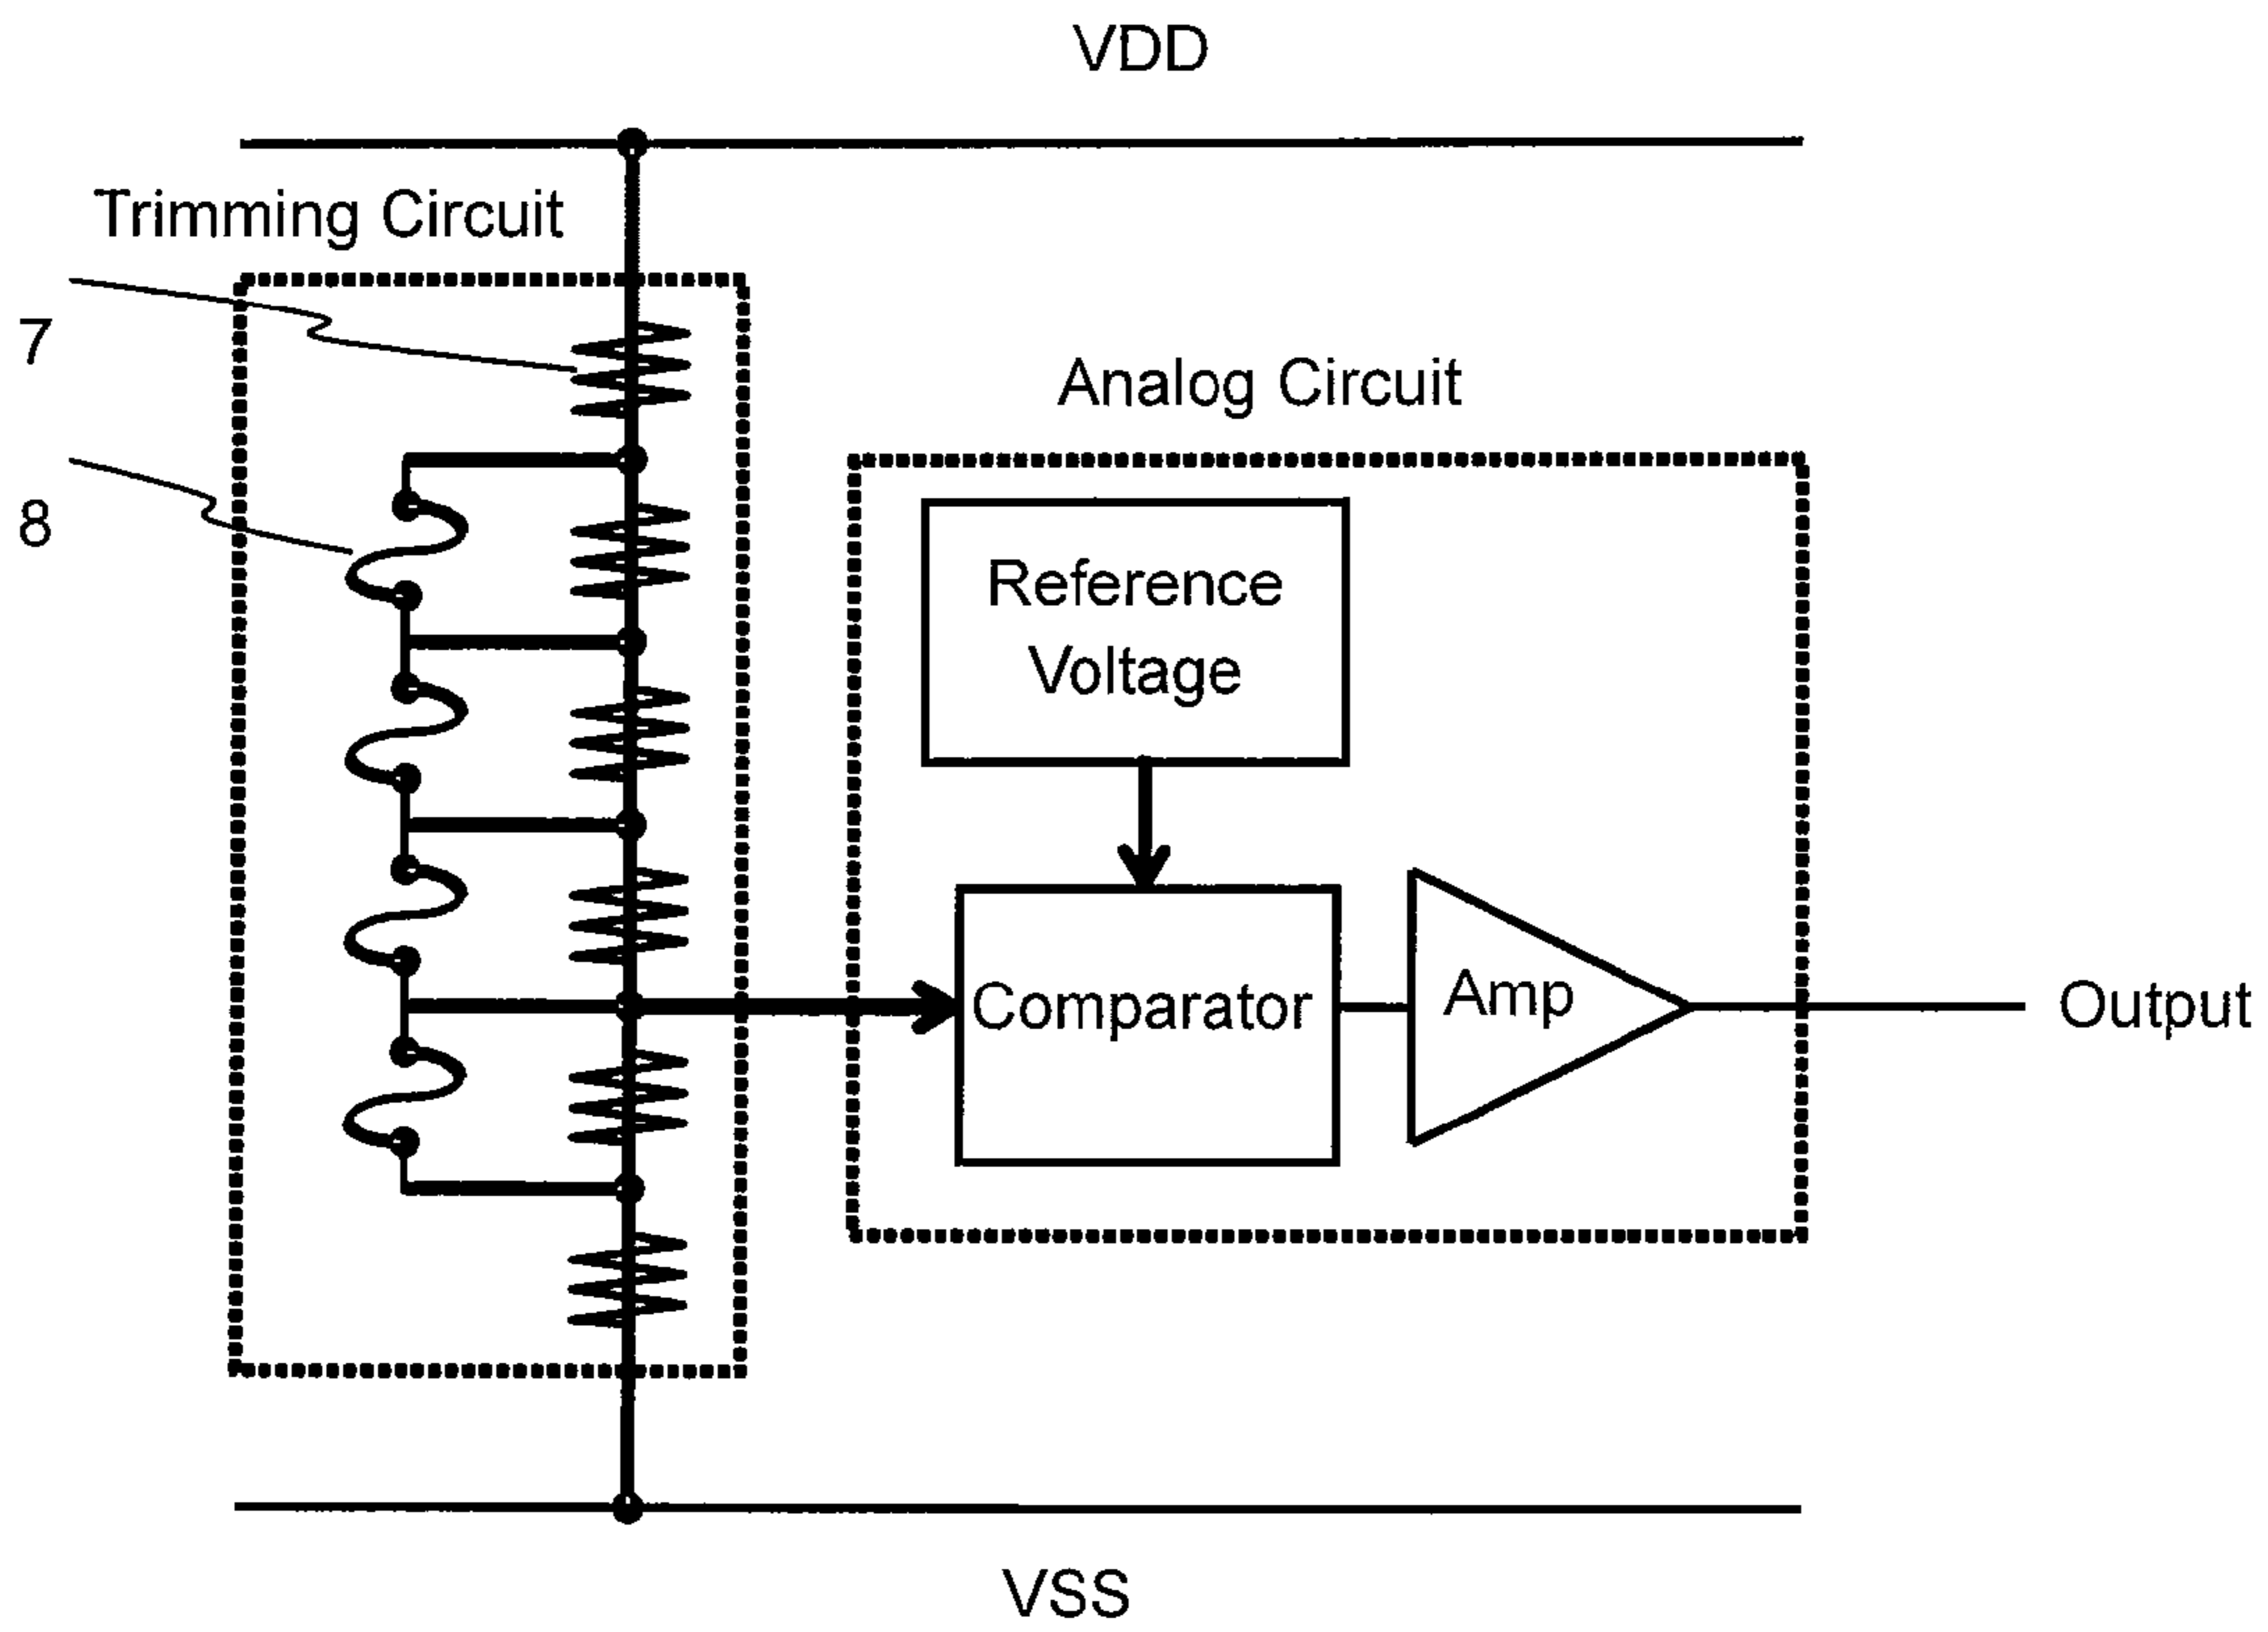 VDD
Trimming Circuit
7
Analog Circuit
8
Reference
Voltage
Comparator
Amp
Output
VSS